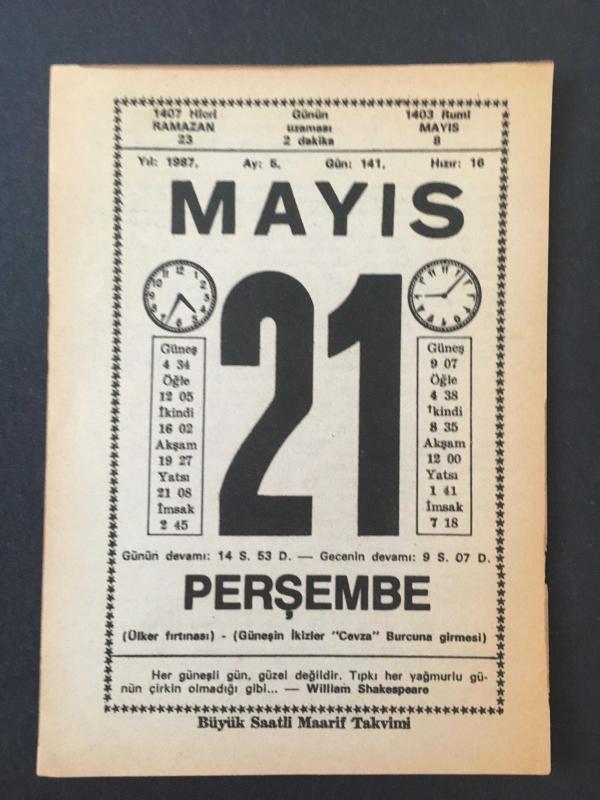 1407 Hicri Günün 1403 Rumî
RAMAZAN uzaması MAYIS
23 2 dakika 8
Yıl: 1987, Ay: 5, Gün: 141, Hızır: 16
MAYIS
21
Güneş
4 34
Öğle
12 05
İkindi
16 02
Akşam
19 27
Yatsı
21 08
İmsak
2 45
Güneş
9 07
Öğle
4 38
İkindi
8 35
Akşam
12 00
Yatsı
1 41
İmsak
7 18
Günün devamı: 14 S. 53 D. — Gecenin devamı: 9 S. 07 D.
PERŞEMBE
(Ülker fırtınası) - (Güneşin İkizler "Cevza" Burcuna girmesi)
Her güneşli gün, güzel değildir. Tıpkı her yağmurlu gü-
nün çirkin olmadığı gibi... — William Shakespeare
Büyük Saatli Maarif Takvimi